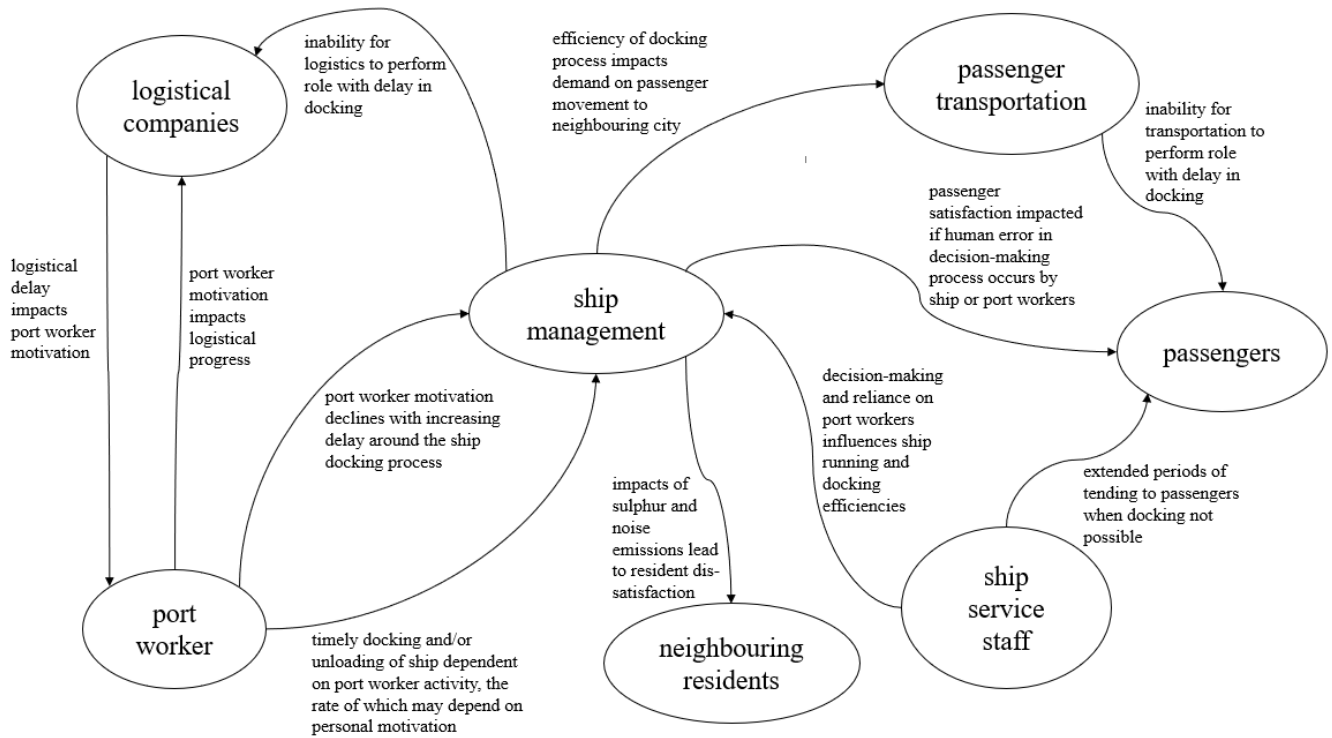 logistical
companies
inability for
logistics to perform
role with delay in
docking
efficiency of docking
process impacts
demand on passenger
movement to
neighbouring city
passenger
transportation
inability for
transportation to
perform role
with delay in
docking
passenger
satisfaction impacted
if human error in
decision-making
process occurs by
ship or port workers
logistical
delay
impacts
port worker
motivation
port worker
motivation
impacts
logistical
progress
ship
management
passengers
port worker motivation
declines with increasing
delay around the ship
docking process
decision-making
and reliance on
port workers
influences ship
running and
docking
efficiencies
impacts of
sulphur and
noise
emissions lead
to resident dis-
satisfaction
extended periods of
tending to passengers
when docking not
possible
port
worker
timely docking and/or
unloading of ship dependent
on port worker activity, the
rate of which may depend on
personal motivation
neighbouring
residents
ship
service
staff